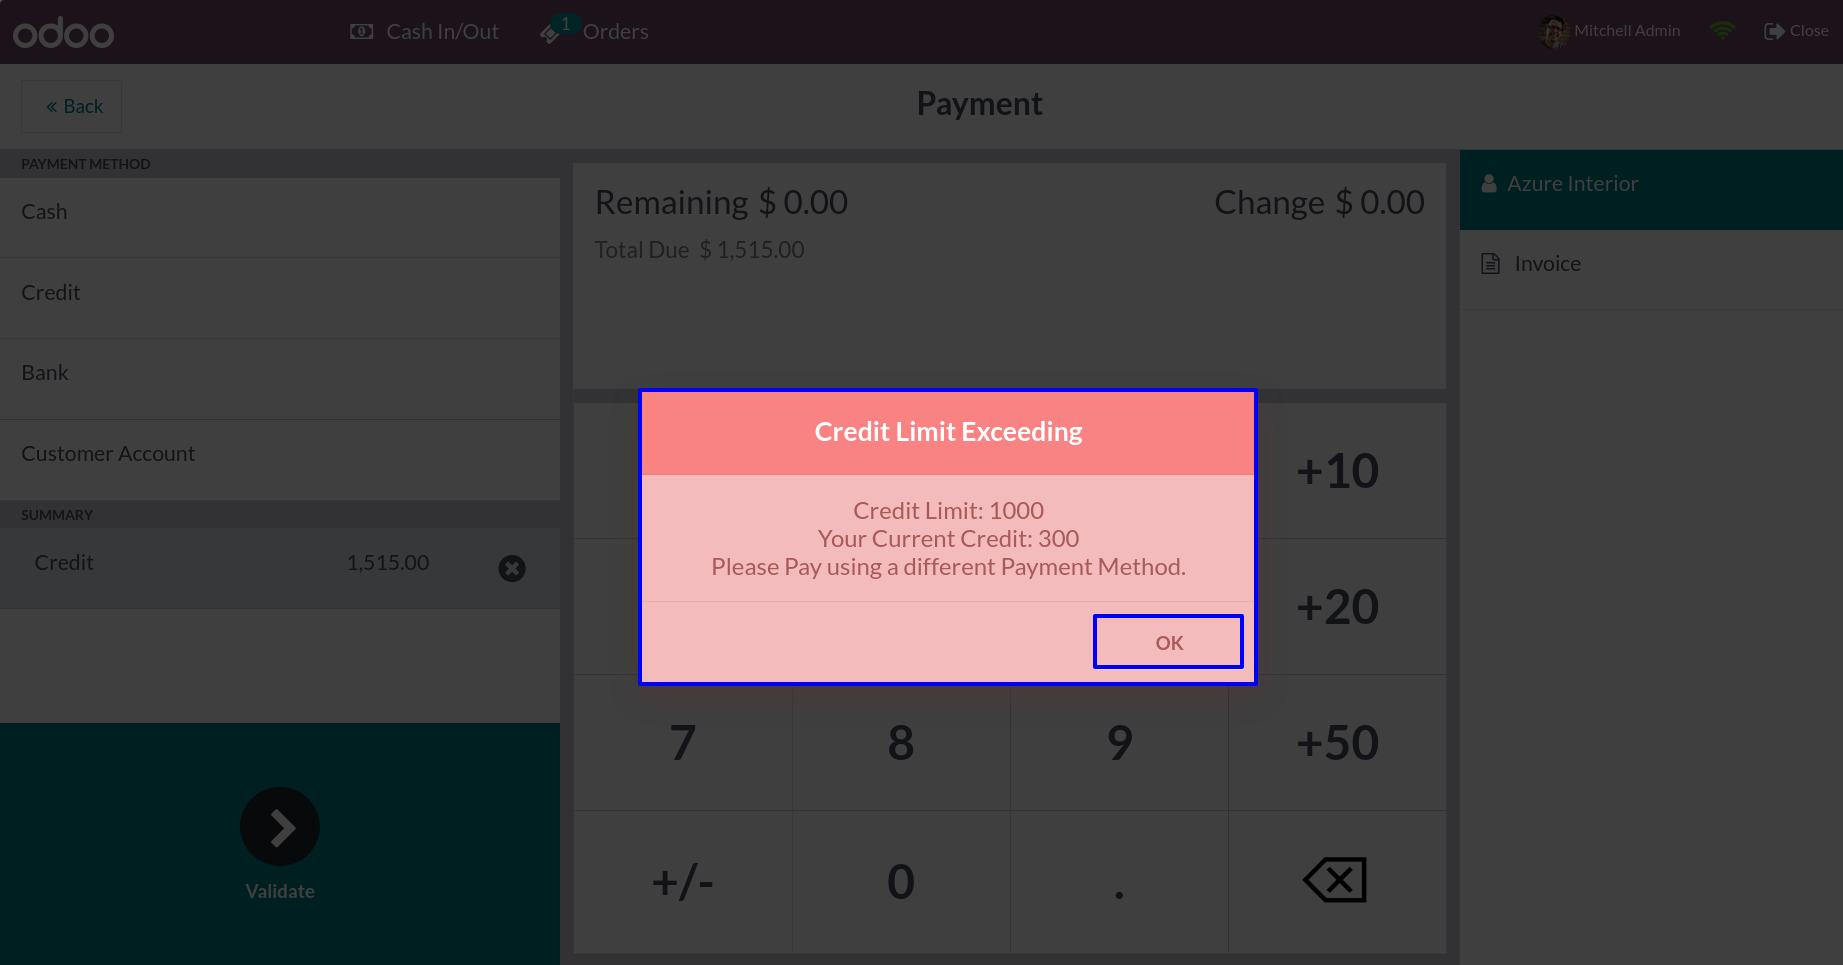 odoo
Cash In/Out
1
Orders
Mitchell Admin
Close
« Back
Payment
PAYMENT METHOD
Cash
Credit
Bank
Customer Account
SUMMARY
Credit 1,515.00
Validate
Remaining $ 0.00
Change $ 0.00
Total Due $ 1,515.00
Credit Limit Exceeding
Credit Limit: 1000
Your Current Credit: 300
Please Pay using a different Payment Method.
OK
+10
+20
7 8 9 +50
+/- 0 .
Azure Interior
Invoice